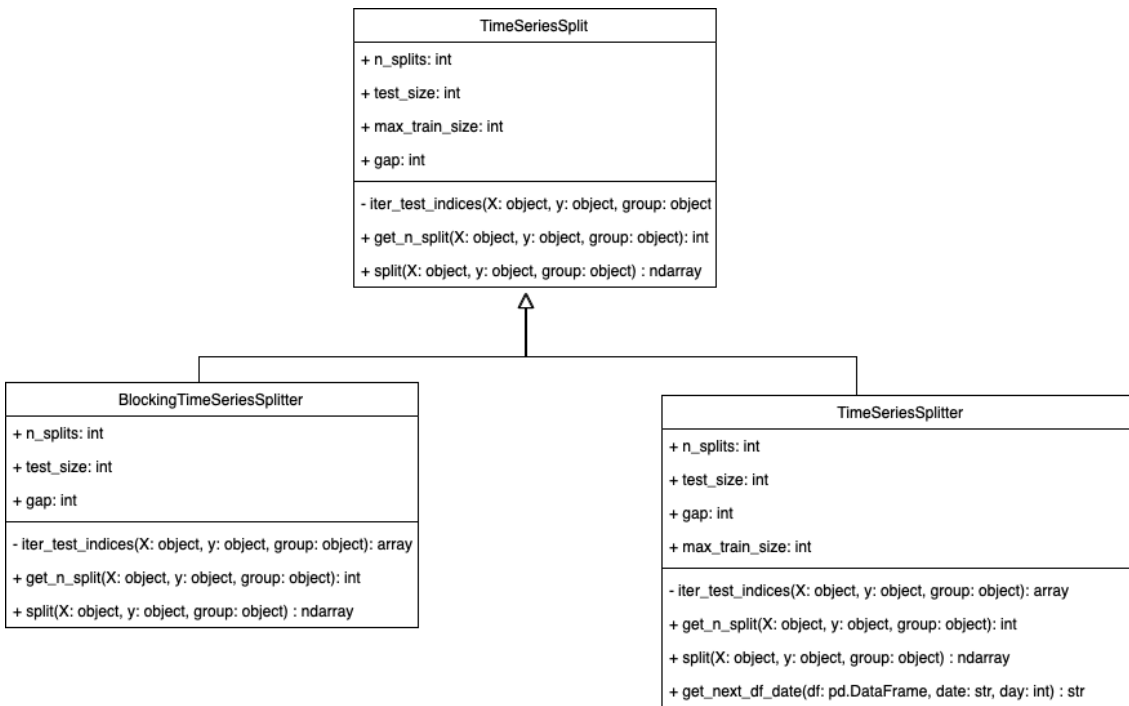 TimeSeriesSplit
+ n_splits: int
+ test_size: int
+ max_train_size: int
+ gap: int
- iter_test_indices(X: object, y: object, group: object
+ get_n_split(X: object, y: object, group: object): int
+ split(X: object, y: object, group: object) : ndarray
BlockingTimeSeriesSplitter
+ n_splits: int
+ test_size: int
+ gap: int
- iter_test_indices(X: object, y: object, group: object): array
+ get_n_split(X: object, y: object, group: object): int
+ split(X: object, y: object, group: object) : ndarray
TimeSeriesSplitter
+ n_splits: int
+ test_size: int
+ gap: int
+ max_train_size: int
- iter_test_indices(X: object, y: object, group: object): array
+ get_n_split(X: object, y: object, group: object): int
+ split(X: object, y: object, group: object) : ndarray
+ get_next_df_date(df: pd.DataFrame, date: str, day: int) : str